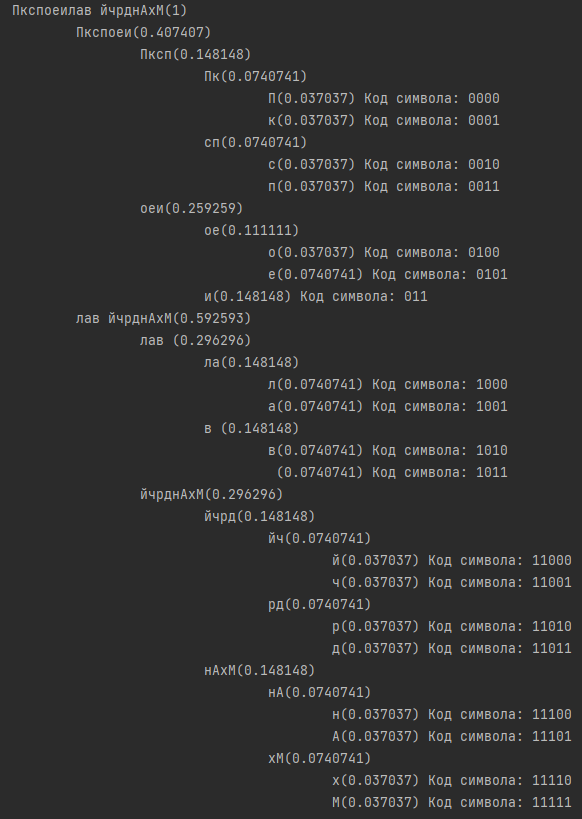 Пкспоеилав йчрднАхМ(1)
Пкспоеи(0.407407)
Пксп(0.148148)
Пк(0.0740741)
П(0.037037) Код символа: 0000
к(0.037037) Код символа: 0001
сп(0.0740741)
с(0.037037) Код символа: 0010
п(0.037037) Код символа: 0011
оеи(0.259259)
ое(0.111111)
о(0.037037) Код символа: 0100
е(0.0740741) Код символа: 0101
и(0.148148) Код символа: 011
лав йчрднАхМ(0.592593)
лав (0.296296)
ла(0.148148)
л(0.0740741) Код символа: 1000
а(0.0740741) Код символа: 1001
в (0.148148)
в(0.0740741) Код символа: 1010
(0.0740741) Код символа: 1011
йчрднАхМ(0.296296)
йчрд(0.148148)
йч(0.0740741)
й(0.037037) Код символа: 11000
ч(0.037037) Код символа: 11001
рд(0.0740741)
р(0.037037) Код символа: 11010
д(0.037037) Код символа: 11011
нАхМ(0.148148)
нА(0.0740741)
н(0.037037) Код символа: 11100
А(0.037037) Код символа: 11101
хМ(0.0740741)
х(0.037037) Код символа: 11110
М(0.037037) Код символа: 11111